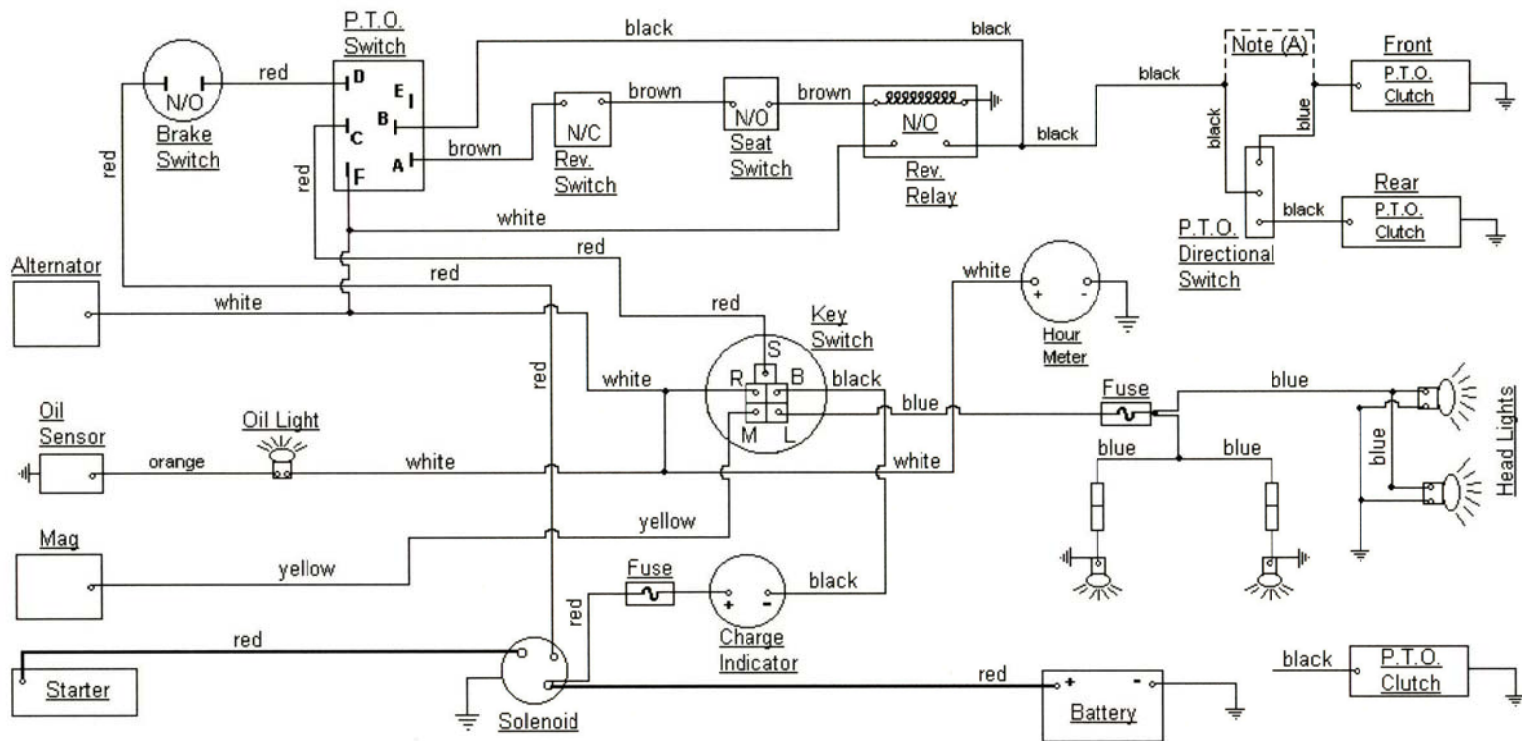 P.T.O.
Switch
D
E
B
C
A
F
red
N/O
Brake
Switch
red
red
black
black
brown
N/C
Rev.
Switch
brown
N/O
Seat
Switch
brown
N/O
Rev.
Relay
black
black
Note (A)
black
blue
Front
P.T.O.
Clutch
Rear
P.T.O.
Clutch
black
P.T.O.
Directional
Switch
white
red
red
Alternator
white
red
red
Key
Switch
S
R
B
M
L
white
black
blue
white
Hour
Meter
+
-
Fuse
blue
blue
blue
blue
Head Lights
Oil
Sensor
orange
Oil Light
white
white
Mag
yellow
yellow
Fuse
red
+
-
Charge
Indicator
black
red
Starter
Solenoid
red
+
-
Battery
black
P.T.O.
Clutch